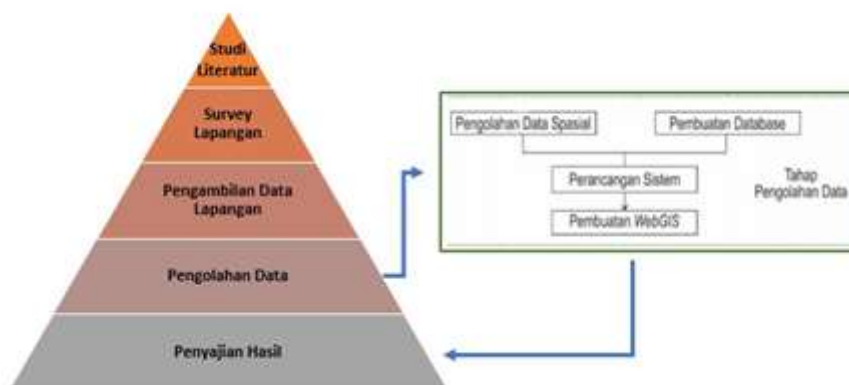 Studi
Literatur
Survey
Lapangan
Pengambilan Data
Lapangan
Pengolahan Data
Penyajian Hasil
Pengolahan Data Spasial
Pembuatan Database
Perancangan Sistem
Pembuatan WebGIS
Tahap
Pengolahan Data